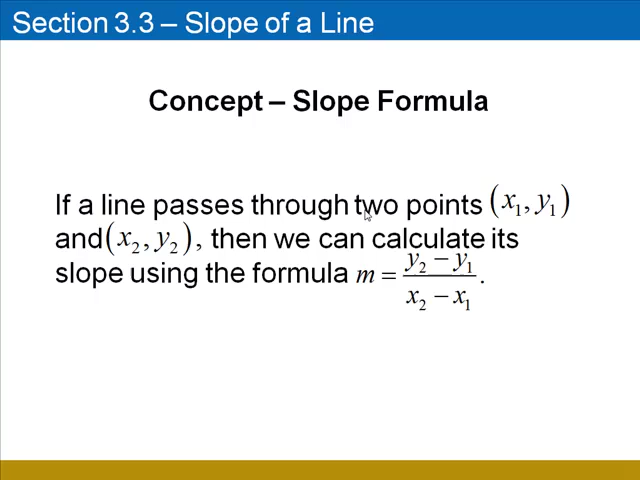 Section 3.3 – Slope of a Line
Concept – Slope Formula
If a line passes through two points (x₁, y₁)
and (x₂, y₂), then we can calculate its
slope using the formula m = (y₂ − y₁)/(x₂ − x₁).